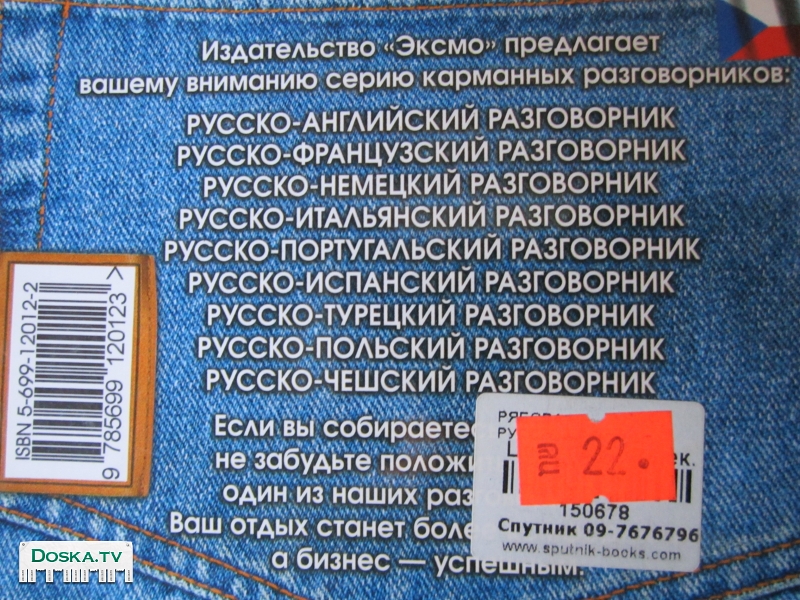 Издательство «Эксмо» предлагает
вашему вниманию серию карманных разговорников:
РУССКО-АНГЛИЙСКИЙ РАЗГОВОРНИК
РУССКО-ФРАНЦУЗСКИЙ РАЗГОВОРНИК
РУССКО-НЕМЕЦКИЙ РАЗГОВОРНИК
РУССКО-ИТАЛЬЯНСКИЙ РАЗГОВОРНИК
РУССКО-ПОРТУГАЛЬСКИЙ РАЗГОВОРНИК
РУССКО-ИСПАНСКИЙ РАЗГОВОРНИК
РУССКО-ТУРЕЦКИЙ РАЗГОВОРНИК
РУССКО-ПОЛЬСКИЙ РАЗГОВОРНИК
РУССКО-ЧЕШСКИЙ РАЗГОВОРНИК
Если вы собираете
не забудьте положи
один из наших раз
Ваш отдых станет боле
а бизнес — успешным.
ISBN 5-699-12012-2
9 785699 120123 >
22.
ек.
150678
Спутник 09-7676796
www.sputnik-books.com
DOSKA.TV